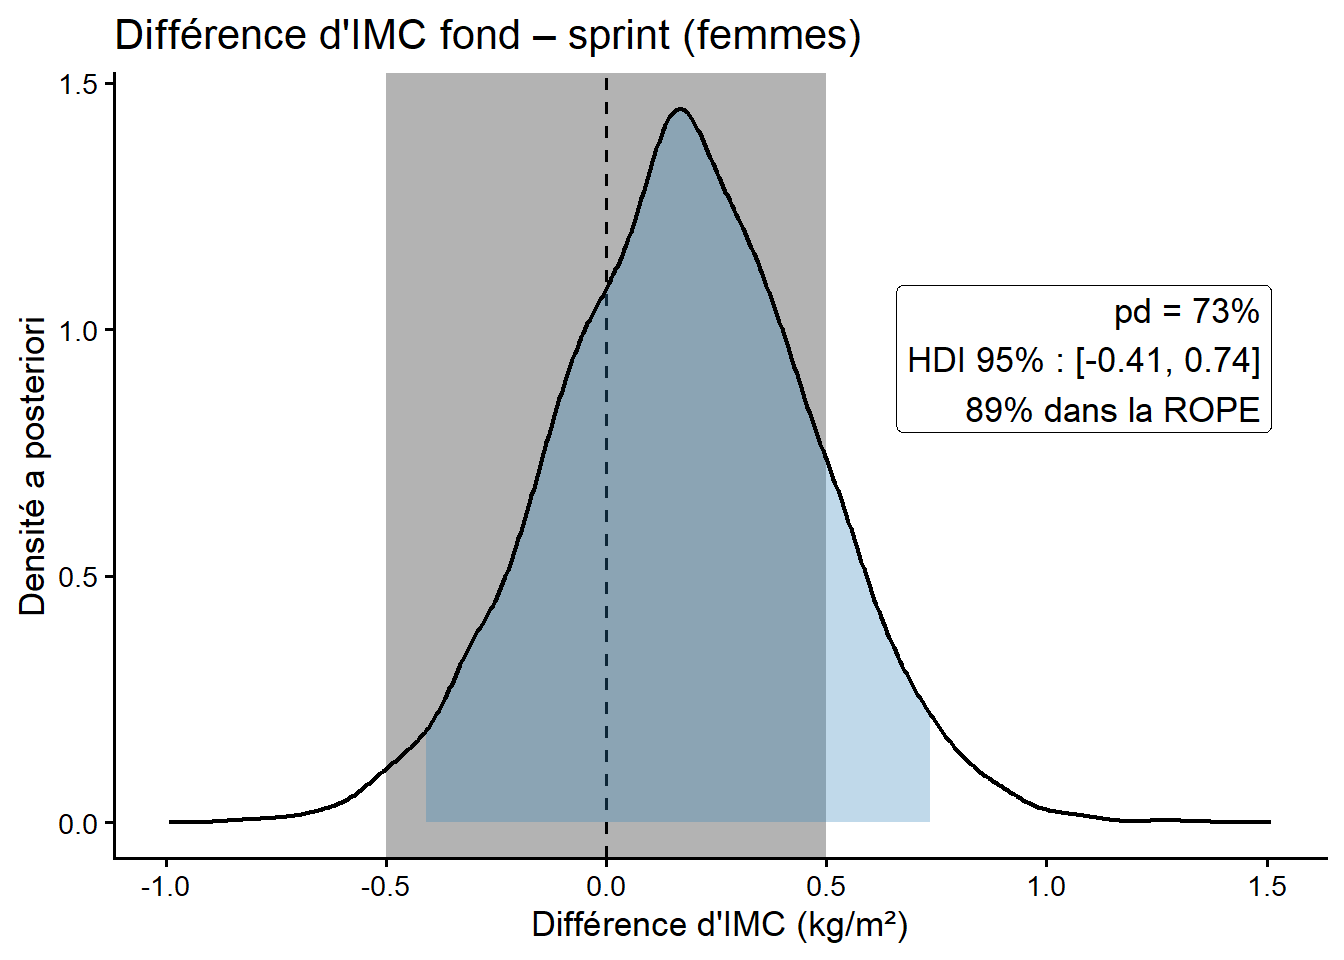 Différence d'IMC fond – sprint (femmes)
Densité a posteriori
1.5
1.0
0.5
0.0
pd = 73%
HDI 95% : [-0.41, 0.74]
89% dans la ROPE
-1.0 -0.5 0.0 0.5 1.0 1.5
Différence d'IMC (kg/m²)